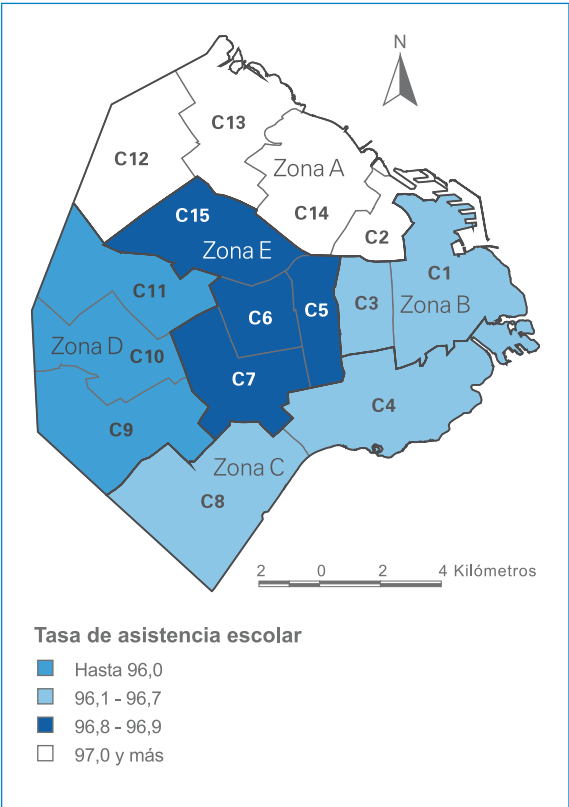 N
C13
C12
Zona A
C15
C14
C2
Zona E
C1
C11
C3
Zona B
C6
C5
Zona D
C10
C7
C4
C9
Zona C
C8
2 0 2 4 Kilómetros
Tasa de asistencia escolar
Hasta 96,0
96,1 - 96,7
96,8 - 96,9
97,0 y más